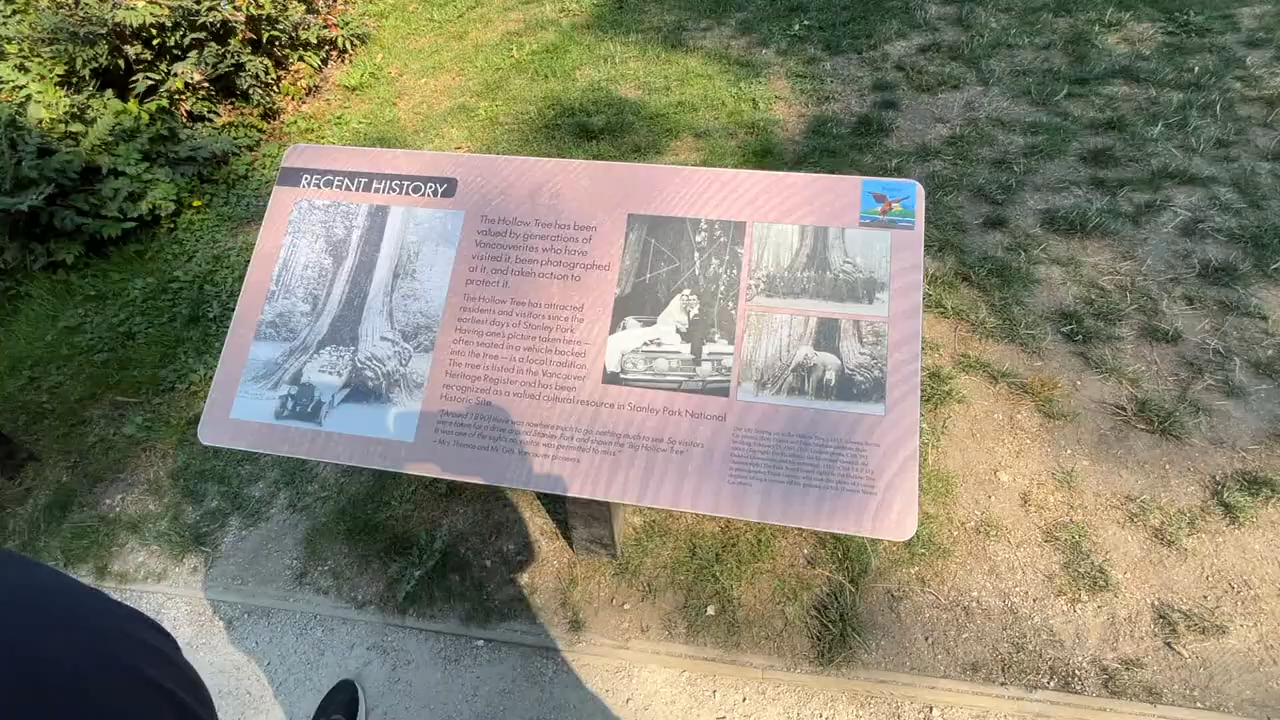 RECENT HISTORY
The Hollow Tree has been
valued by generations of
Vancouverites who have
visited it, been photographed
at it, and taken action to
protect it.
The Hollow Tree has attracted
residents and visitors since the
earliest days of Stanley Park.
Having one's picture taken here —
often seated in a vehicle backed
into the tree — is a local tradition.
The tree is listed in the Vancouver
Heritage Register and has been
recognized as a valued cultural resource in Stanley Park National
Historic Site.
"[Around 1890] there was nowhere much to go, nothing much to see. So visitors
were taken for a drive around Stanley Park and shown the 'Big Hollow Tree'.
It was one of the sights no visitor was permitted to miss."
– Mrs. Thomas and Mr. Gill, Vancouver pioneers.